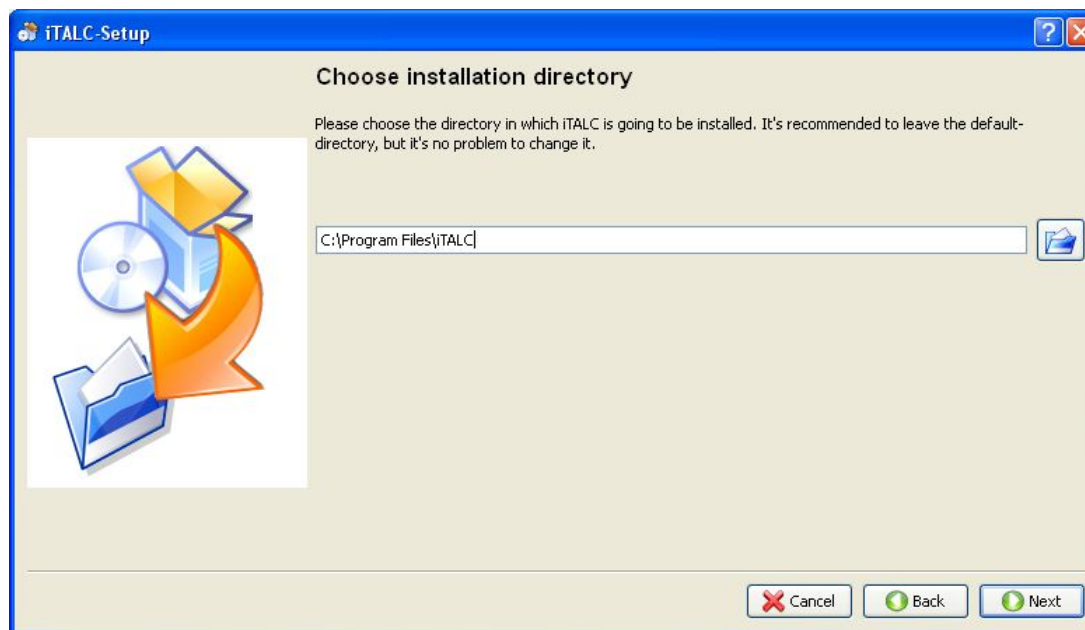 iTALC-Setup
Choose installation directory
Please choose the directory in which iTALC is going to be installed. It's recommended to leave the default-
directory, but it's no problem to change it.
C:\Program Files\iTALC
Cancel
Back
Next